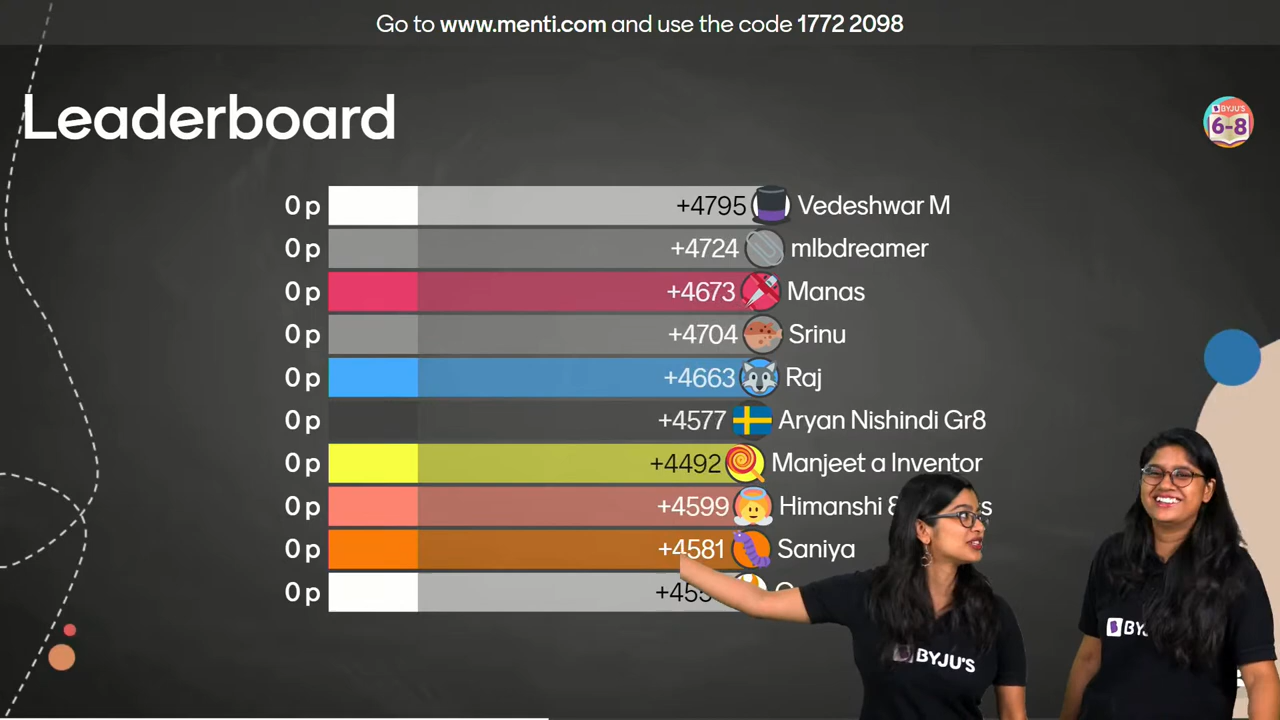 Go to www.menti.com and use the code 1772 2098
Leaderboard
BYJU'S
6-8
0 p +4795 Vedeshwar M
0 p +4724 mlbdreamer
0 p +4673 Manas
0 p +4704 Srinu
0 p +4663 Raj
0 p +4577 Aryan Nishindi Gr8
0 p +4492 Manjeet a Inventor
0 p +4599 Himanshi
0 p +4581 Saniya
0 p
BYJU'S